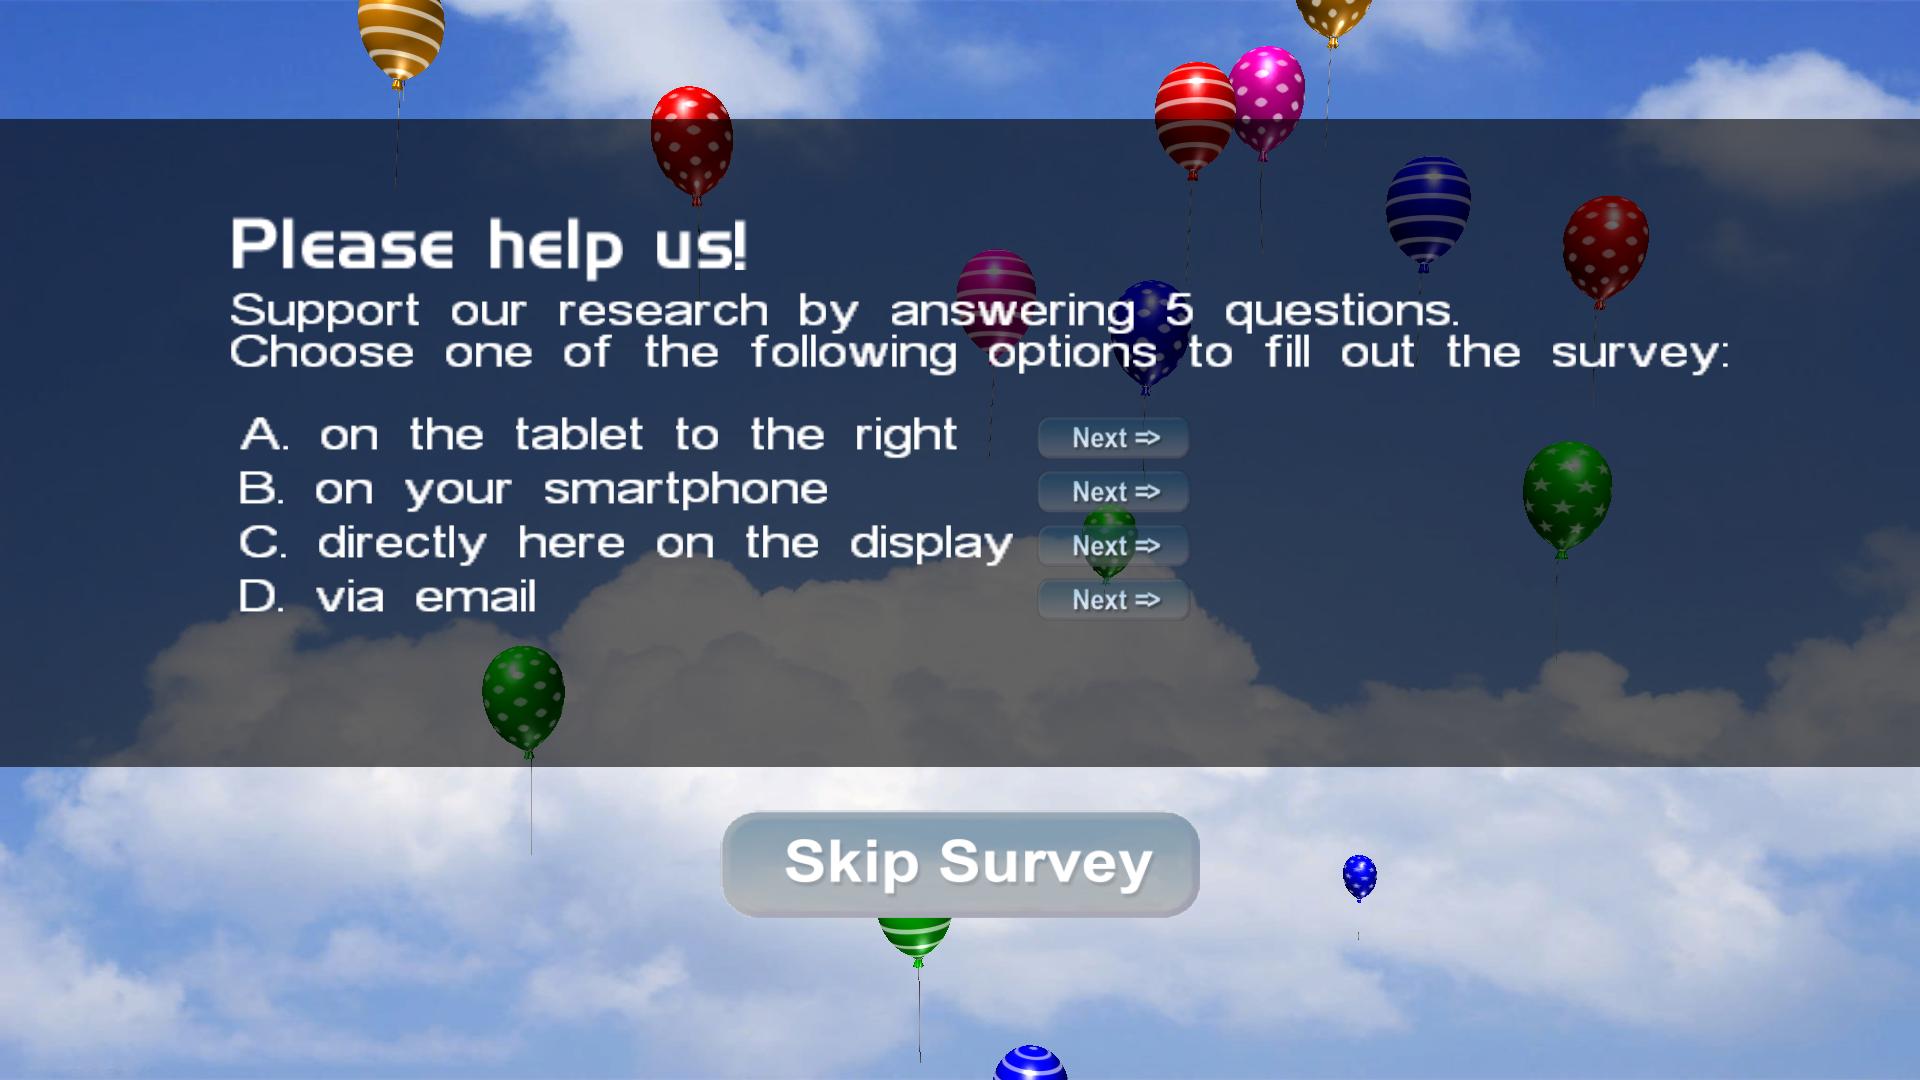 Please help us!
Support our research by answering 5 questions.
Choose one of the following options to fill out the survey:
A. on the tablet to the right Next =>
B. on your smartphone Next =>
C. directly here on the display Next =>
D. via email Next =>
Skip Survey